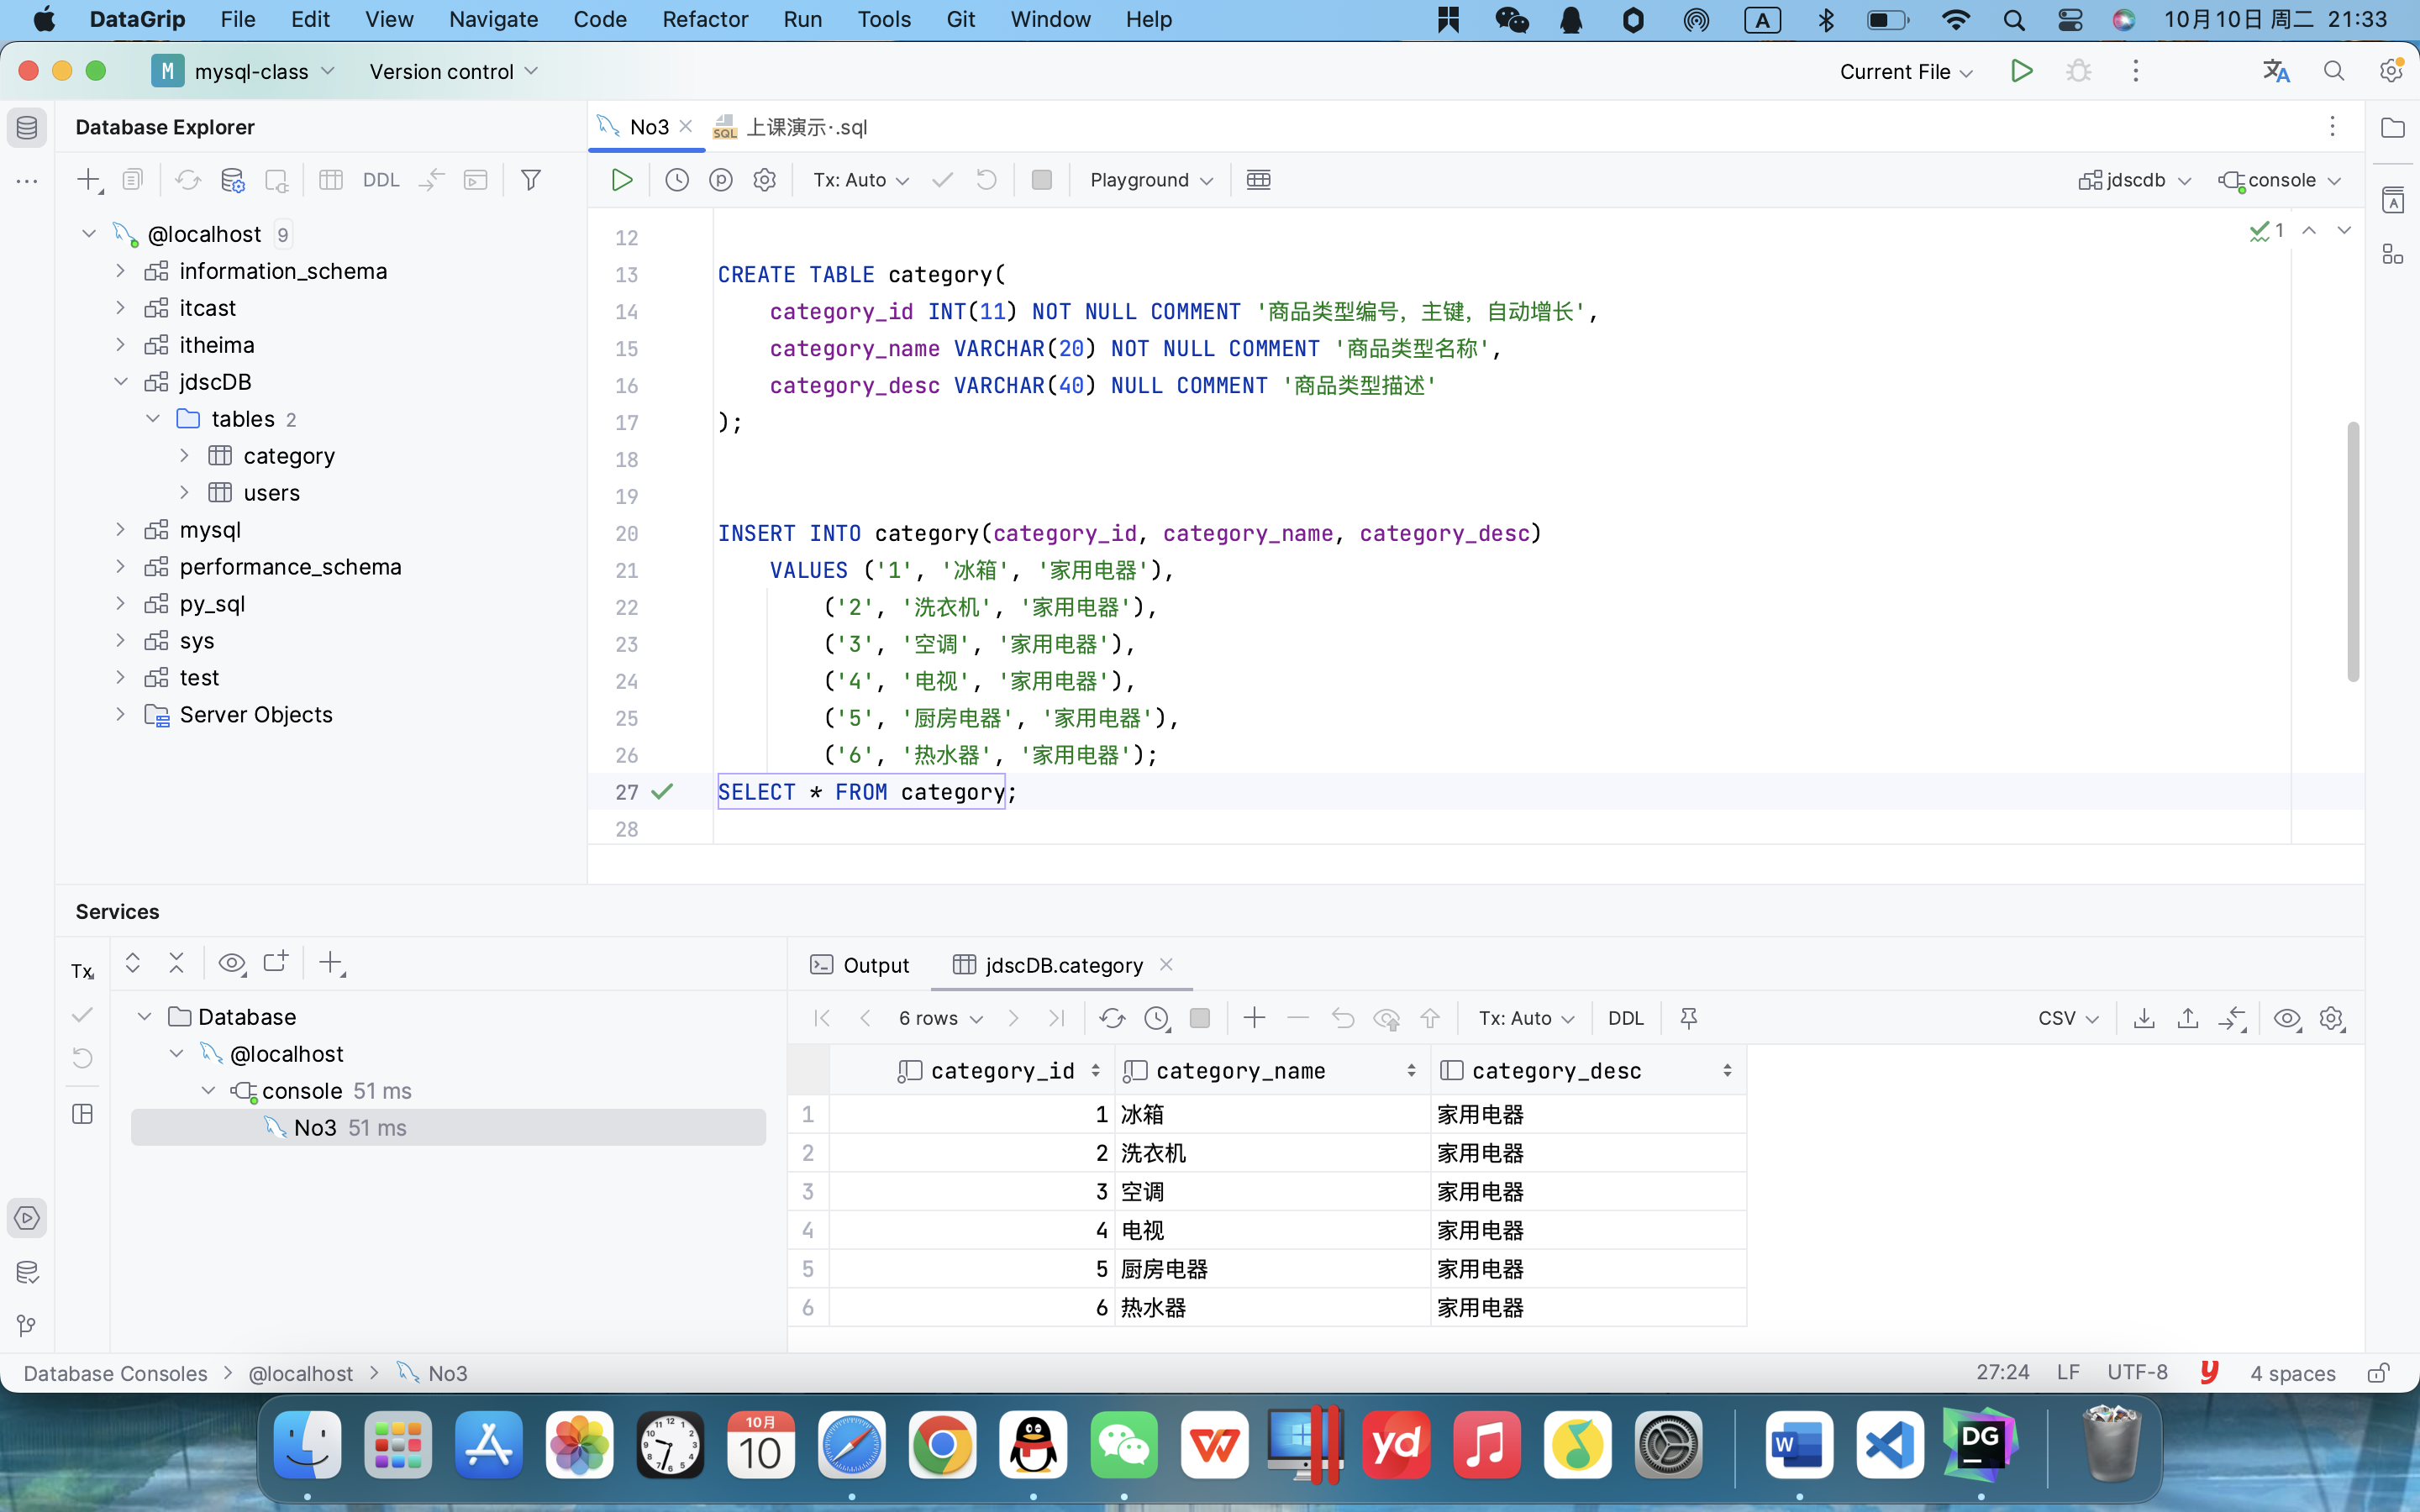 DataGrip File Edit View Navigate Code Refactor Run Tools Git Window Help A 10月10日 周二 21:33
M mysql-class Version control Current File
Database Explorer
No3 SQL 上课演示·.sql
DDL
Tx: Auto Playground jdscdb console
@localhost 9
information_schema
itcast
itheima
jdscDB
tables 2
category
users
mysql
performance_schema
py_sql
sys
test
Server Objects
1
12
13 CREATE TABLE category(
14 category_id INT(11) NOT NULL COMMENT '商品类型编号，主键，自动增长',
15 category_name VARCHAR(20) NOT NULL COMMENT '商品类型名称',
16 category_desc VARCHAR(40) NULL COMMENT '商品类型描述'
17 );
18
19
20 INSERT INTO category(category_id, category_name, category_desc)
21 VALUES ('1', '冰箱', '家用电器'),
22 ('2', '洗衣机', '家用电器'),
23 ('3', '空调', '家用电器'),
24 ('4', '电视', '家用电器'),
25 ('5', '厨房电器', '家用电器'),
26 ('6', '热水器', '家用电器');
27 SELECT * FROM category;
28
Services
Tx
Database
@localhost
console 51 ms
No3 51 ms
Output jdscDB.category
6 rows Tx: Auto DDL CSV
category_id category_name category_desc
1 1 冰箱 家用电器
2 2 洗衣机 家用电器
3 3 空调 家用电器
4 4 电视 家用电器
5 5 厨房电器 家用电器
6 6 热水器 家用电器
Database Consoles > @localhost > No3 27:24 LF UTF-8 y 4 spaces
10月
10
yd
W
DG